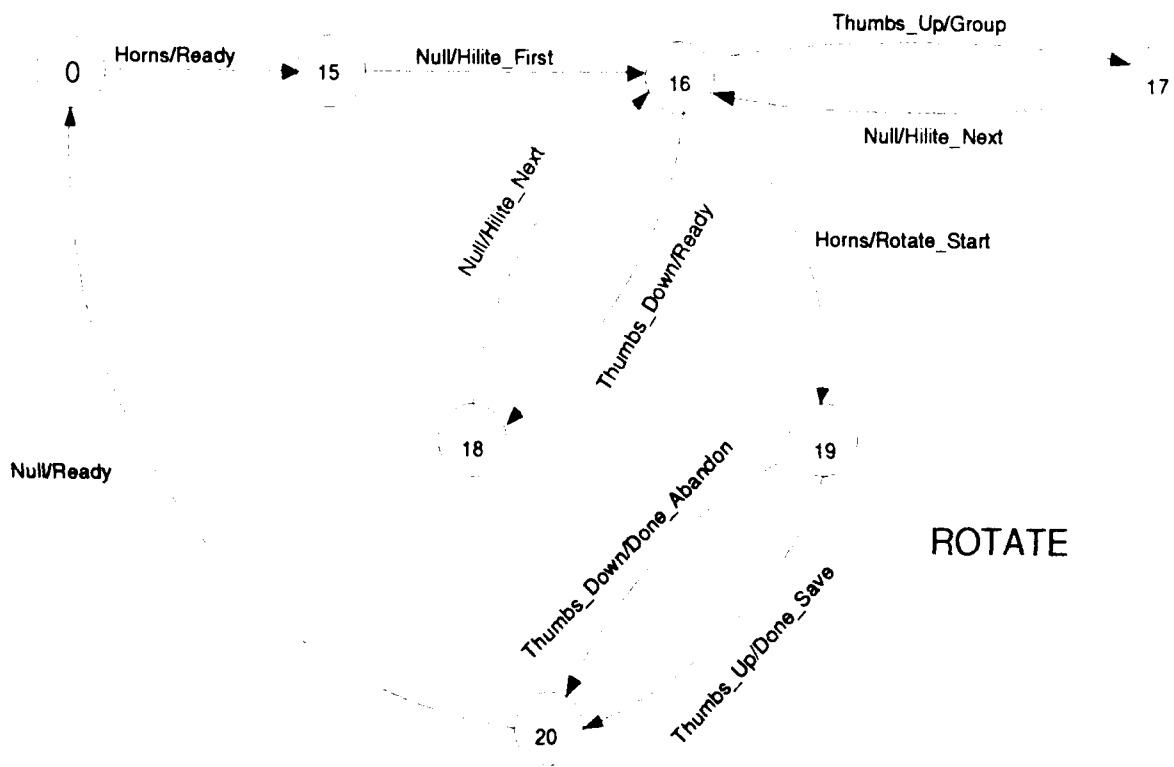 Thumbs_Up/Group
Horns/Ready
Null/Hilite_First
0
15
16
17
Null/Hilite_Next
Null/Hilite_Next
Horns/Rotate_Start
Thumbs_Down/Ready
18
19
Null/Ready
Thumbs_Down/Done_Abandon
ROTATE
Thumbs_Up/Done_Save
20